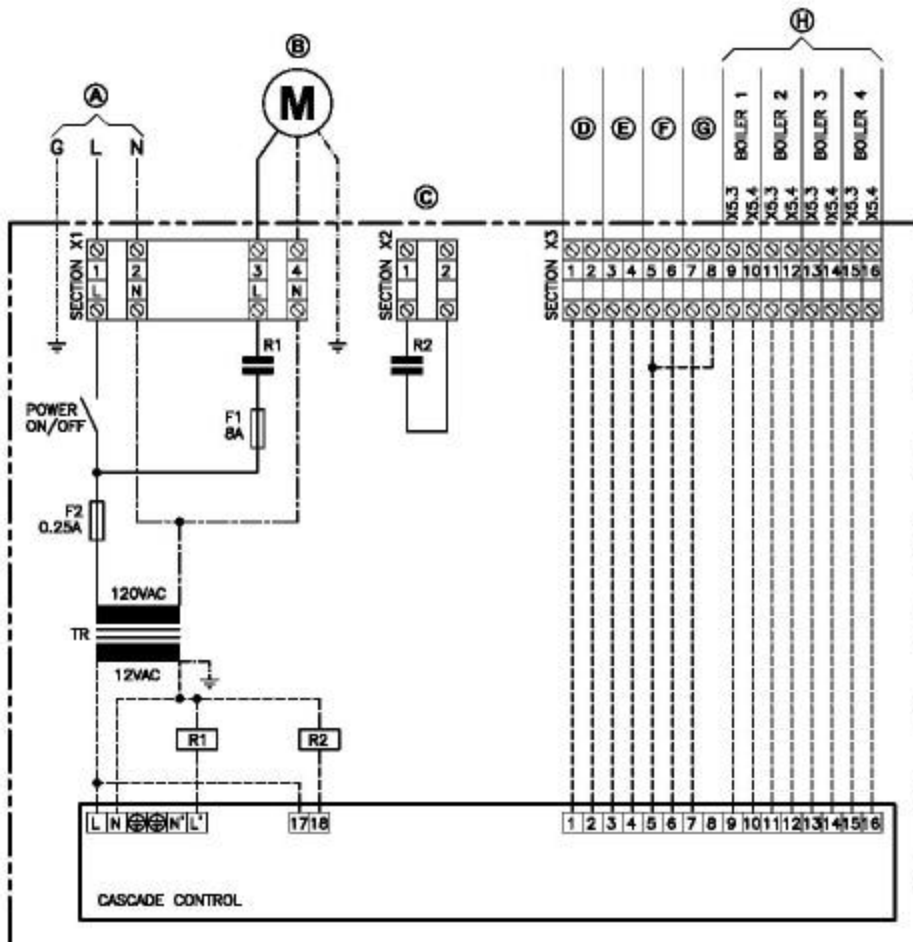 H
B
A
M
G L N
D E F G
BOILER 1
BOILER 2
BOILER 3
BOILER 4
C
X5.3 X5.4 X5.3 X5.4 X5.3 X5.4 X5.3 X5.4
SECTION X1
1 2 3 4
L N L N
SECTION X2
1 2
SECTION X3
1 2 3 4 5 6 7 8 9 10 11 12 13 14 15 16
R1
R2
POWER
ON/OFF
F1
8A
F2
0.25A
120VAC
TR
12VAC
R1
R2
L N N' L'
17 18
1 2 3 4 5 6 7 8 9 10 11 12 13 14 15 16
CASCADE CONTROL